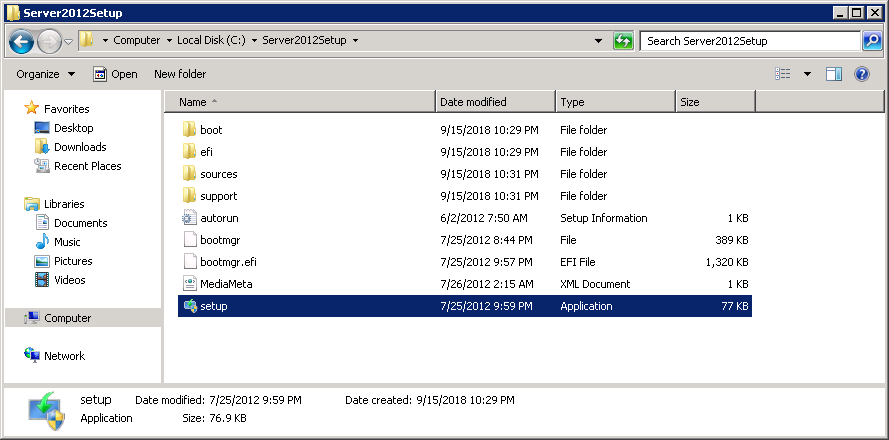 Server2012Setup
Computer Local Disk (C:) Server2012Setup Search Server2012Setup
Organize Open New folder
Name Date modified Type Size
Favorites
Desktop
Downloads
Recent Places
Libraries
Documents
Music
Pictures
Videos
Computer
Network
boot 9/15/2018 10:29 PM File folder
efi 9/15/2018 10:29 PM File folder
sources 9/15/2018 10:31 PM File folder
support 9/15/2018 10:31 PM File folder
autorun 6/2/2012 7:50 AM Setup Information 1 KB
bootmgr 7/25/2012 8:44 PM File 389 KB
bootmgr.efi 7/25/2012 9:57 PM EFI File 1,320 KB
MediaMeta 7/26/2012 2:15 AM XML Document 1 KB
setup 7/25/2012 9:59 PM Application 77 KB
setup Date modified: 7/25/2012 9:59 PM Date created: 9/15/2018 10:29 PM
Application Size: 76.9 KB